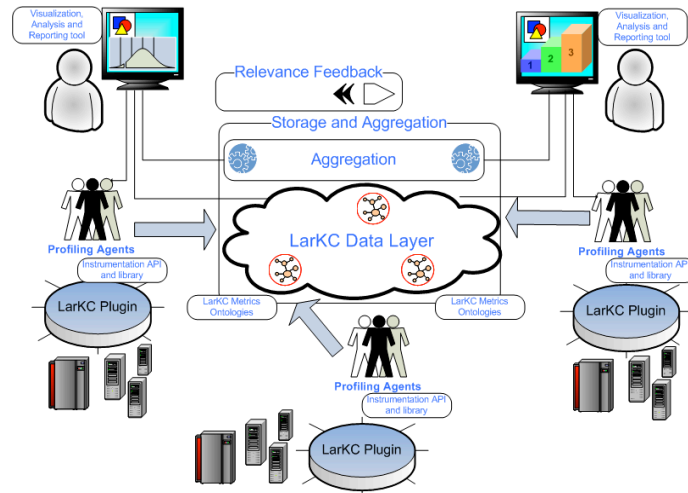 Visualization,
Analysis and
Reporting tool
Visualization,
Analysis and
Reporting tool
1
2
3
Relevance Feedback
Storage and Aggregation
Aggregation
LarKC Data Layer
Profiling Agents
Instrumentation API
and library
LarKC Plugin
Profiling Agents
Instrumentation API
and library
LarKC Plugin
LarKC Metrics
Ontologies
LarKC Metrics
Ontologies
Profiling Agents
Instrumentation API
and library
LarKC Plugin